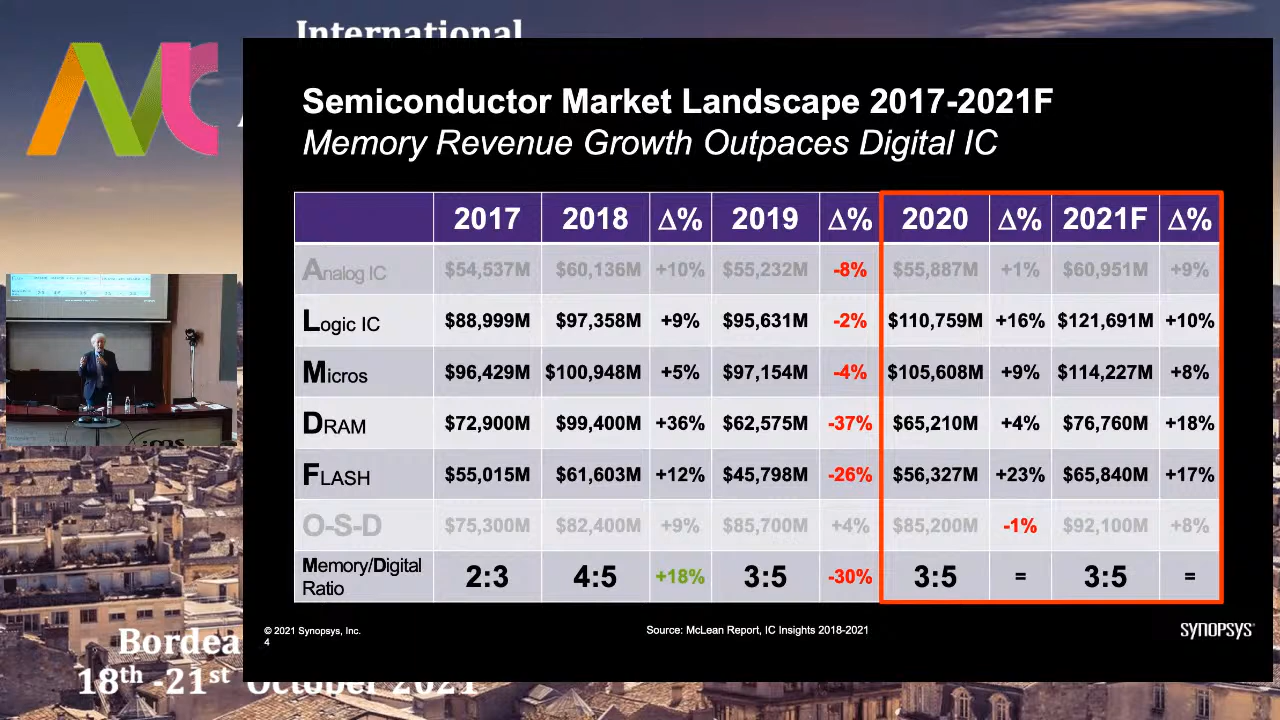 International
Semiconductor Market Landscape 2017-2021F
Memory Revenue Growth Outpaces Digital IC
2017 2018 Δ% 2019 Δ% 2020 Δ% 2021F Δ%
Analog IC $54,537M $60,136M +10% $55,232M -8% $55,887M +1% $60,951M +9%
Logic IC $88,999M $97,358M +9% $95,631M -2% $110,759M +16% $121,691M +10%
Micros $96,429M $100,948M +5% $97,154M -4% $105,608M +9% $114,227M +8%
DRAM $72,900M $99,400M +36% $62,575M -37% $65,210M +4% $76,760M +18%
FLASH $55,015M $61,603M +12% $45,798M -26% $56,327M +23% $65,840M +17%
O-S-D $75,300M $82,400M +9% $85,700M +4% $85,200M -1% $92,100M +8%
Memory/Digital
Ratio 2:3 4:5 +18% 3:5 -30% 3:5 = 3:5 =
© 2021 Synopsys, Inc.
4
Source: McLean Report, IC Insights 2018-2021
SYNOPSYS®
Bordea
18th -21st October 2021
ims